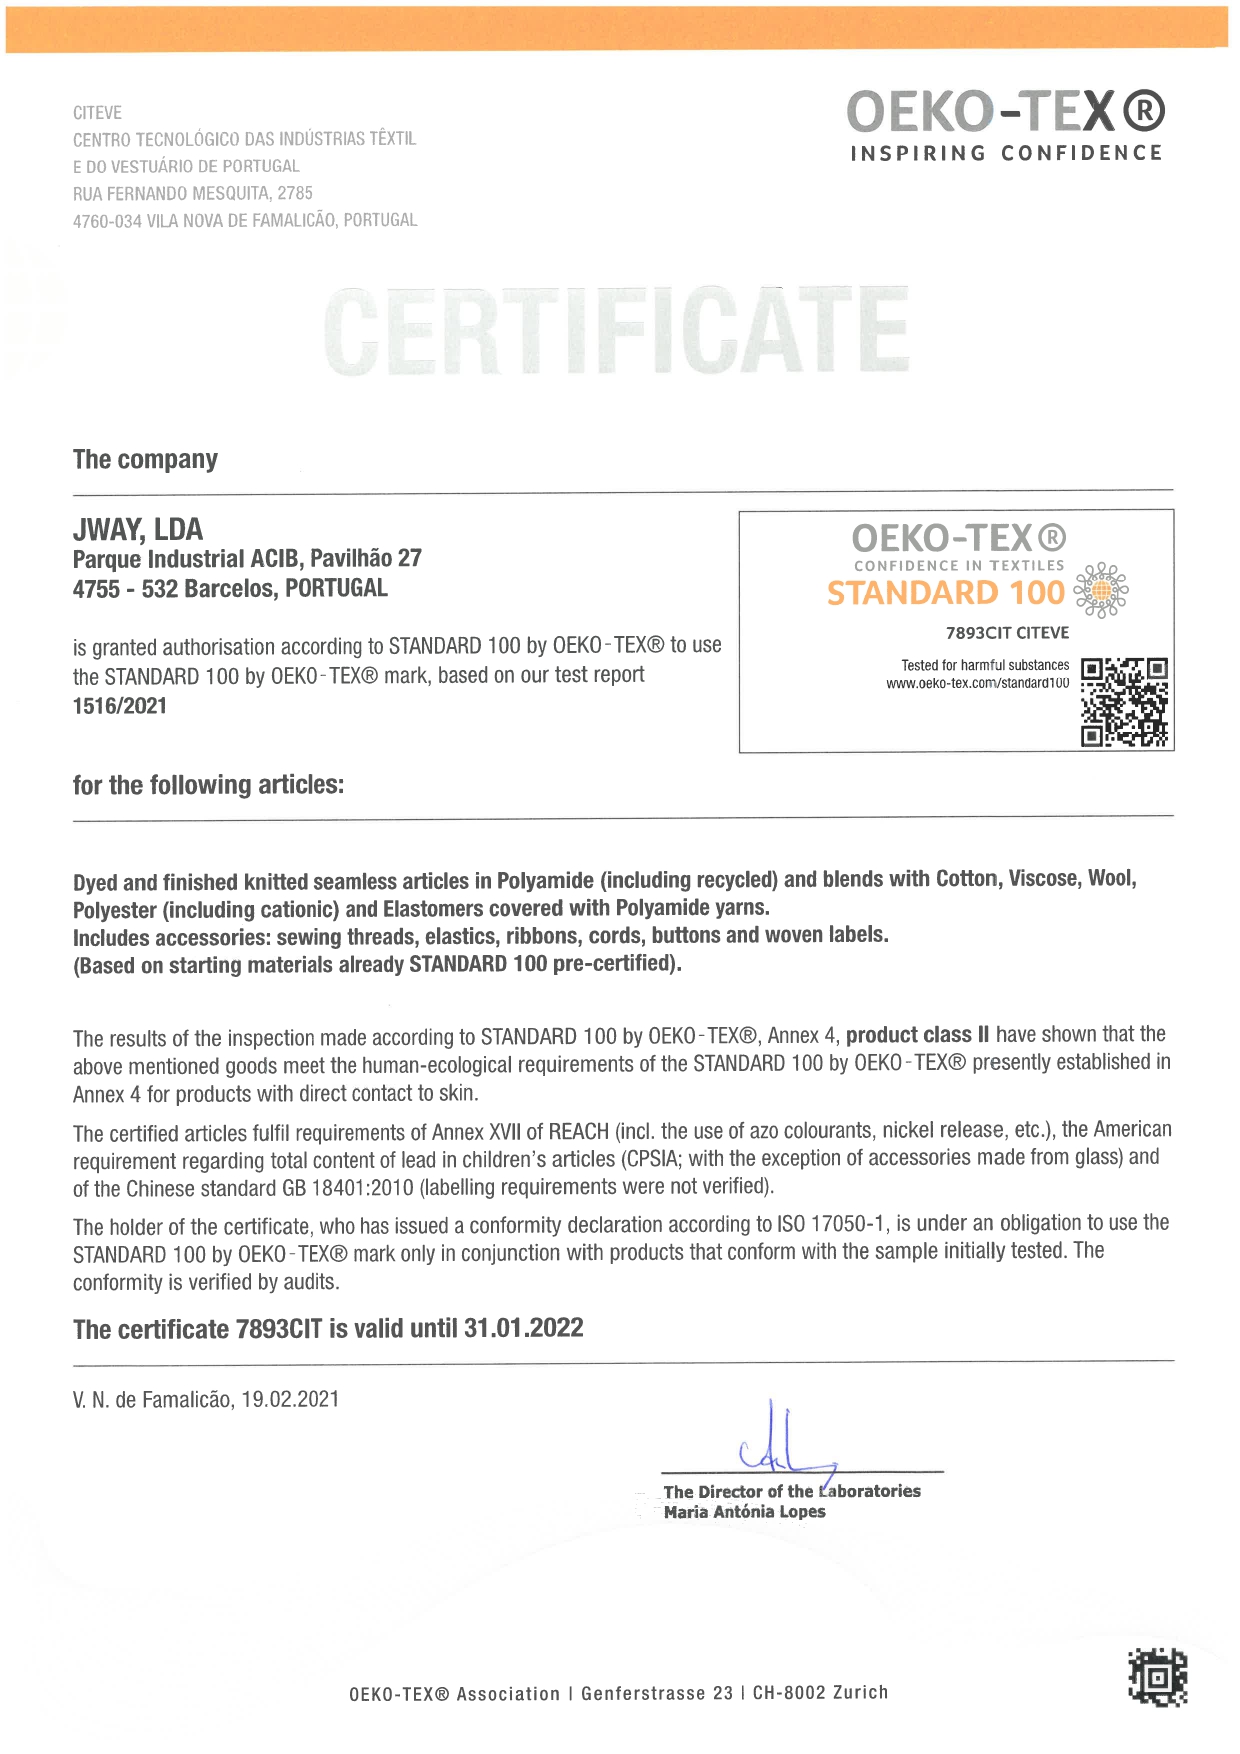 CITEVE
CENTRO TECNOLÓGICO DAS INDÚSTRIAS TÊXTIL
E DO VESTUÁRIO DE PORTUGAL
RUA FERNANDO MESQUITA, 2785
4760-034 VILA NOVA DE FAMALICÃO, PORTUGAL
OEKO-TEX®
INSPIRING CONFIDENCE
CERTIFICATE
The company
JWAY, LDA
Parque Industrial ACIB, Pavilhão 27
4755 - 532 Barcelos, PORTUGAL
is granted authorisation according to STANDARD 100 by OEKO-TEX® to use
the STANDARD 100 by OEKO-TEX® mark, based on our test report
1516/2021
OEKO-TEX®
CONFIDENCE IN TEXTILES
STANDARD 100
7893CIT CITEVE
Tested for harmful substances
www.oeko-tex.com/standard100
for the following articles:
Dyed and finished knitted seamless articles in Polyamide (including recycled) and blends with Cotton, Viscose, Wool,
Polyester (including cationic) and Elastomers covered with Polyamide yarns.
Includes accessories: sewing threads, elastics, ribbons, cords, buttons and woven labels.
(Based on starting materials already STANDARD 100 pre-certified).
The results of the inspection made according to STANDARD 100 by OEKO-TEX®, Annex 4, product class II have shown that the
above mentioned goods meet the human-ecological requirements of the STANDARD 100 by OEKO-TEX® presently established in
Annex 4 for products with direct contact to skin.
The certified articles fulfil requirements of Annex XVII of REACH (incl. the use of azo colourants, nickel release, etc.), the American
requirement regarding total content of lead in children's articles (CPSIA; with the exception of accessories made from glass) and
of the Chinese standard GB 18401:2010 (labelling requirements were not verified).
The holder of the certificate, who has issued a conformity declaration according to ISO 17050-1, is under an obligation to use the
STANDARD 100 by OEKO-TEX® mark only in conjunction with products that conform with the sample initially tested. The
conformity is verified by audits.
The certificate 7893CIT is valid until 31.01.2022
V. N. de Famalicão, 19.02.2021
The Director of the Laboratories
Maria Antónia Lopes
OEKO-TEX® Association | Genferstrasse 23 | CH-8002 Zurich